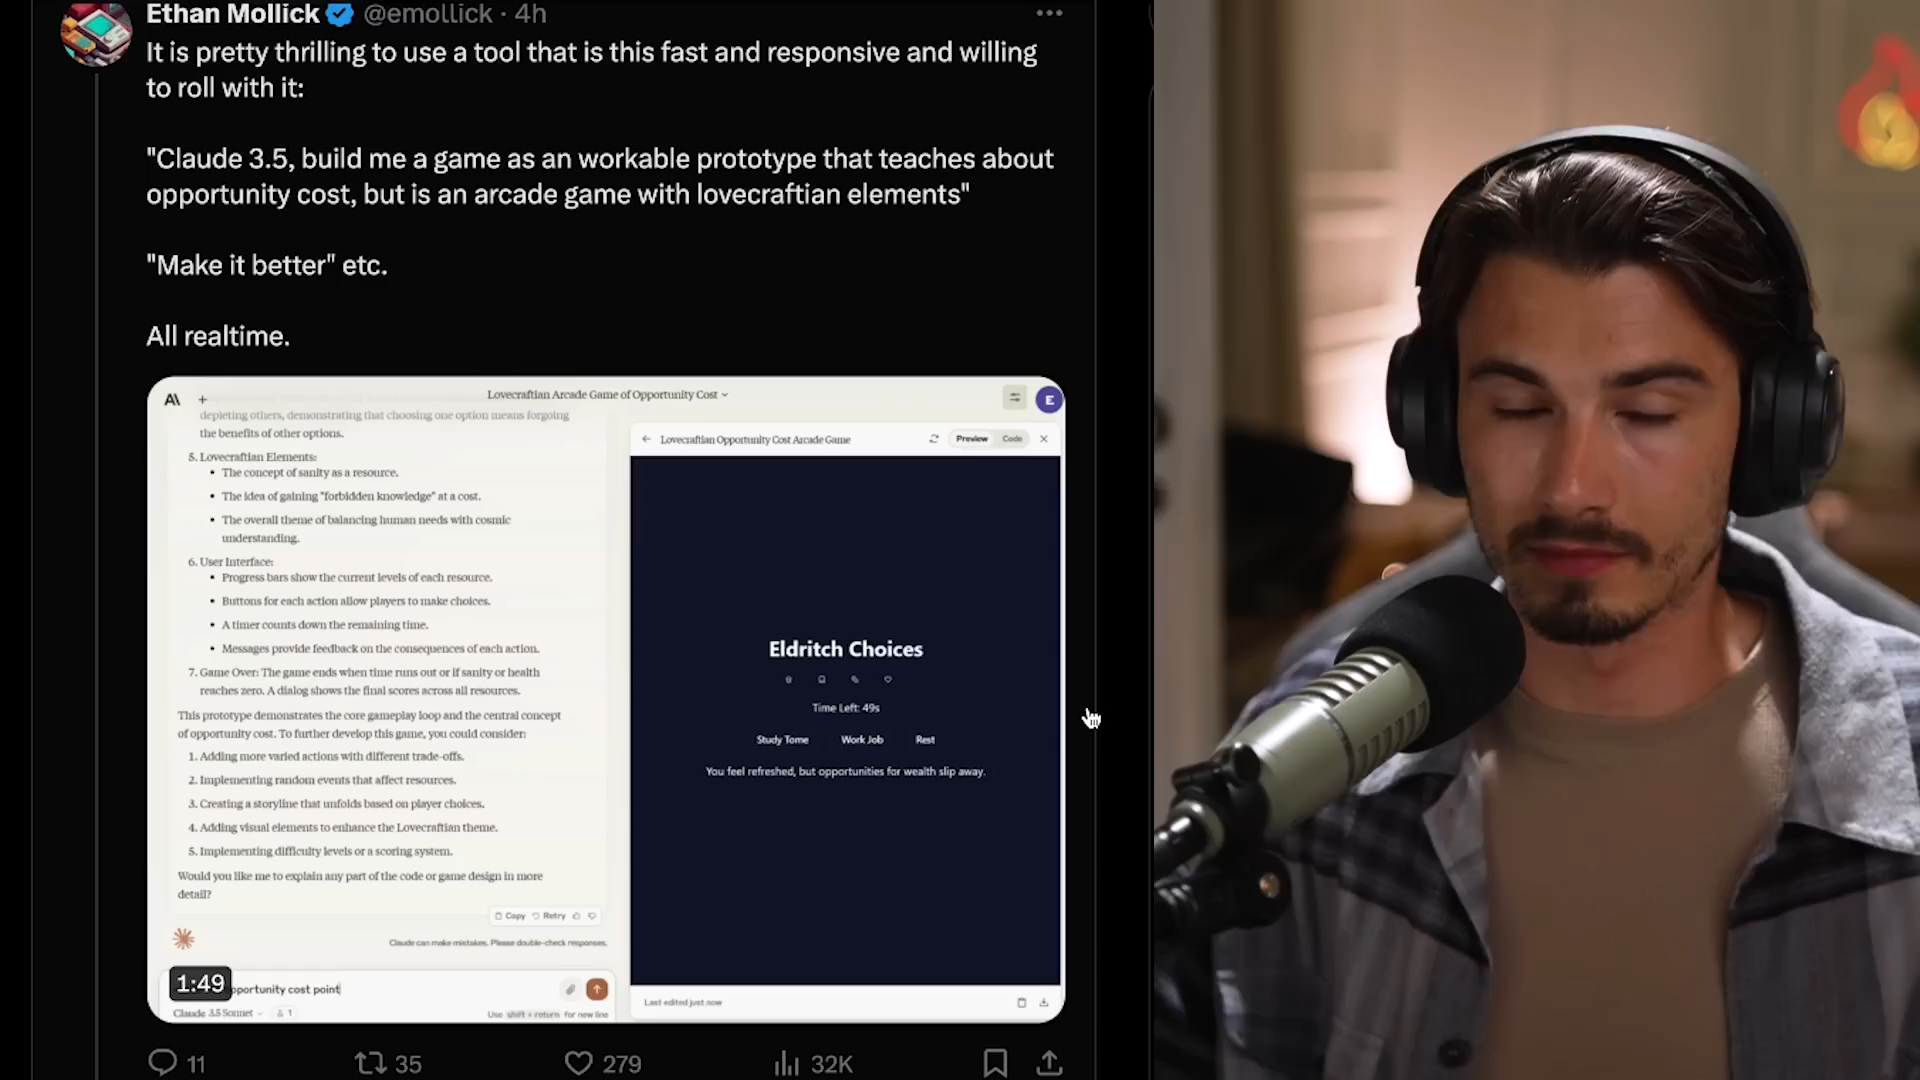 Ethan Mollick @emollick · 4h
It is pretty thrilling to use a tool that is this fast and responsive and willing
to roll with it:
"Claude 3.5, build me a game as an workable prototype that teaches about
opportunity cost, but is an arcade game with lovecraftian elements"
"Make it better" etc.
All realtime.
Lovecraftian Arcade Game of Opportunity Cost
E
depleting others, demonstrating that choosing one option means forgoing
the benefits of other options.
5. Lovecraftian Elements:
• The concept of sanity as a resource.
• The idea of gaining "forbidden knowledge" at a cost.
• The overall theme of balancing human needs with cosmic
understanding.
6. User Interface:
• Progress bars show the current levels of each resource.
• Buttons for each action allow players to make choices.
• A timer counts down the remaining time.
• Messages provide feedback on the consequences of each action.
7. Game Over: The game ends when time runs out or if sanity or health
reaches zero. A dialog shows the final scores across all resources.
This prototype demonstrates the core gameplay loop and the central concept
of opportunity cost. To further develop this game, you could consider:
1. Adding more varied actions with different trade-offs.
2. Implementing random events that affect resources.
3. Creating a storyline that unfolds based on player choices.
4. Adding visual elements to enhance the Lovecraftian theme.
5. Implementing difficulty levels or a scoring system.
Would you like me to explain any part of the code or game design in more
detail?
Copy Retry
Claude can make mistakes. Please double-check responses.
1:49
pportunity cost point
Claude 3.5 Sonnet 1
Use shift + return for new line
Lovecraftian Opportunity Cost Arcade Game
Preview Code
Eldritch Choices
Time Left: 49s
Study Tome Work Job Rest
You feel refreshed, but opportunities for wealth slip away.
Last edited just now
11 35 279 32K